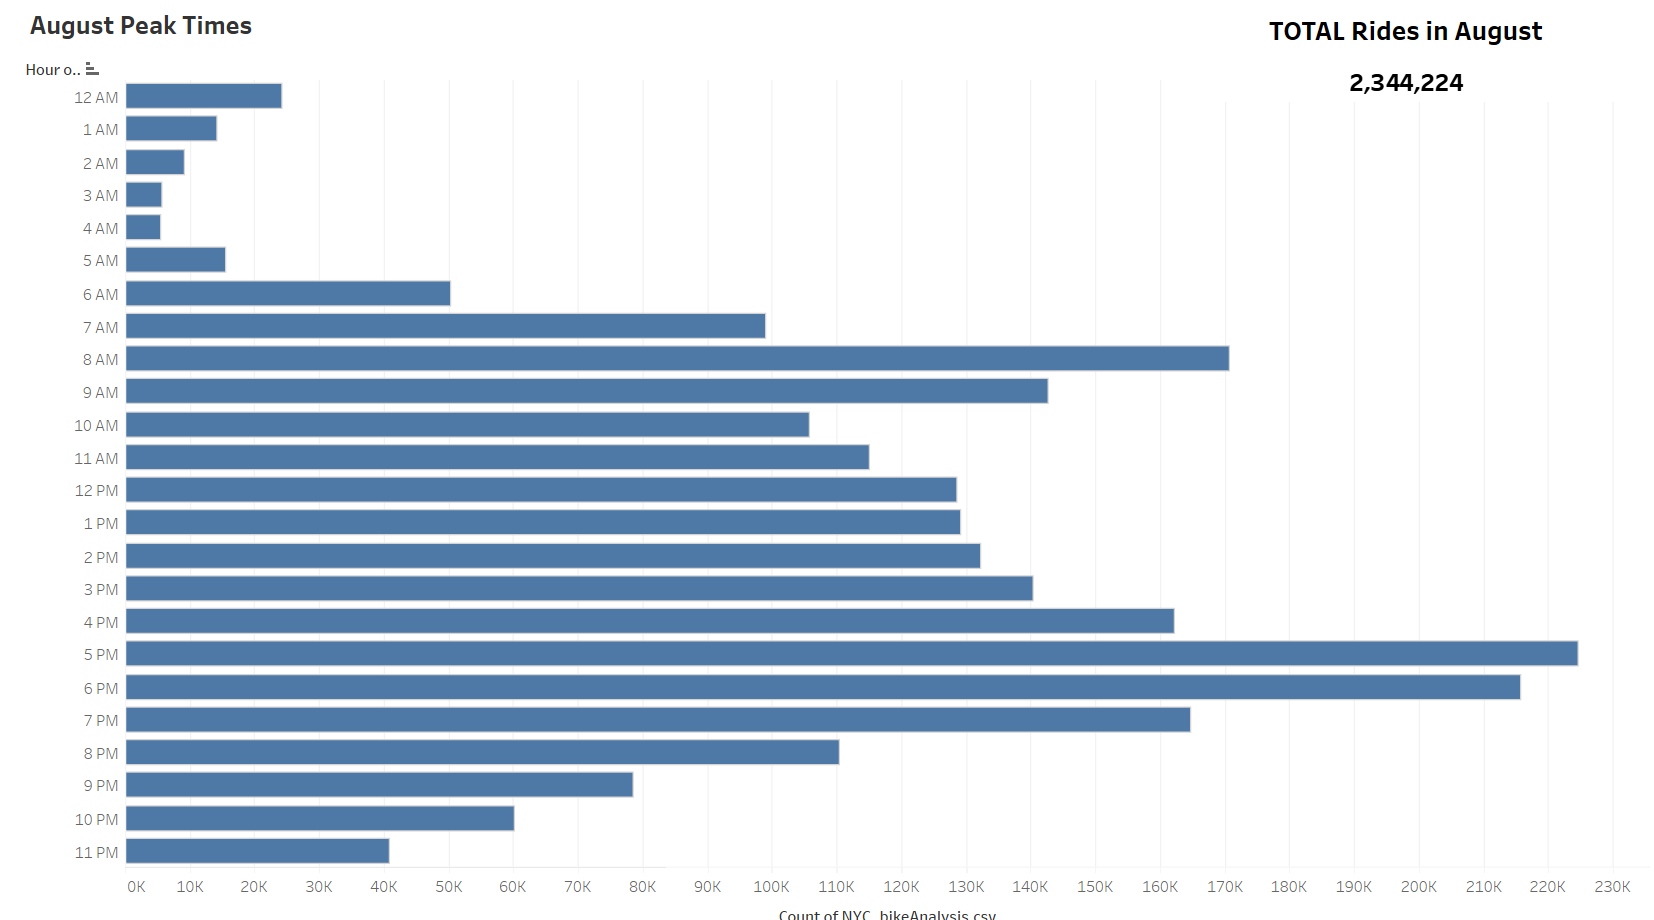 August Peak Times
TOTAL Rides in August
2,344,224
Hour o..
12 AM
1 AM
2 AM
3 AM
4 AM
5 AM
6 AM
7 AM
8 AM
9 AM
10 AM
11 AM
12 PM
1 PM
2 PM
3 PM
4 PM
5 PM
6 PM
7 PM
8 PM
9 PM
10 PM
11 PM
0K 10K 20K 30K 40K 50K 60K 70K 80K 90K 100K 110K 120K 130K 140K 150K 160K 170K 180K 190K 200K 210K 220K 230K
Count of NYC_bikeAnalysis.csv